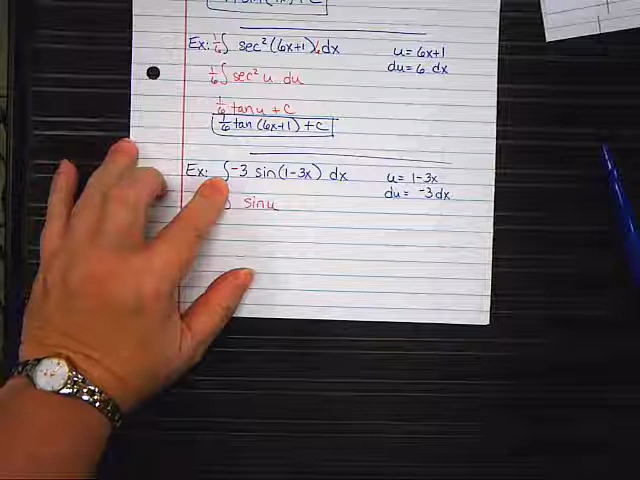 Ex: 1/6 ∫ sec²(6x+1) 6 dx
u = 6x+1
du = 6 dx
1/6 ∫ sec² u du
1/6 tan u + C
1/6 tan (6x+1) + C
Ex: ∫ -3 sin(1-3x) dx
u = 1-3x
du = -3 dx
∫ sin u